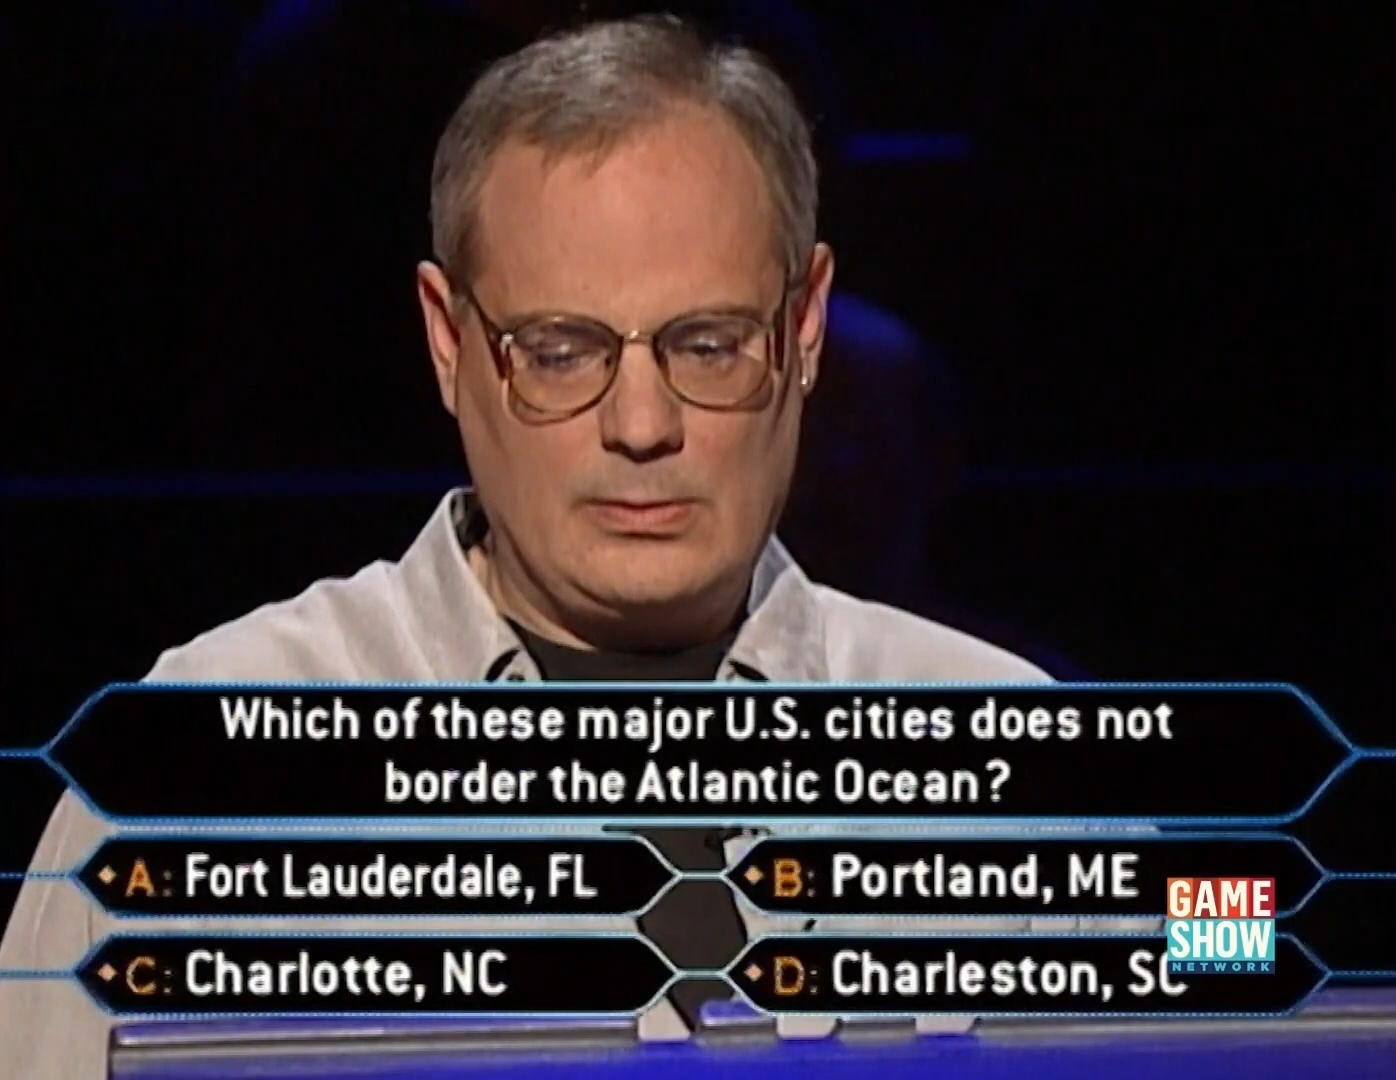 Which of these major U.S. cities does not
border the Atlantic Ocean?
A: Fort Lauderdale, FL
B: Portland, ME
C: Charlotte, NC
D: Charleston, SC
GAME
SHOW
NETWORK